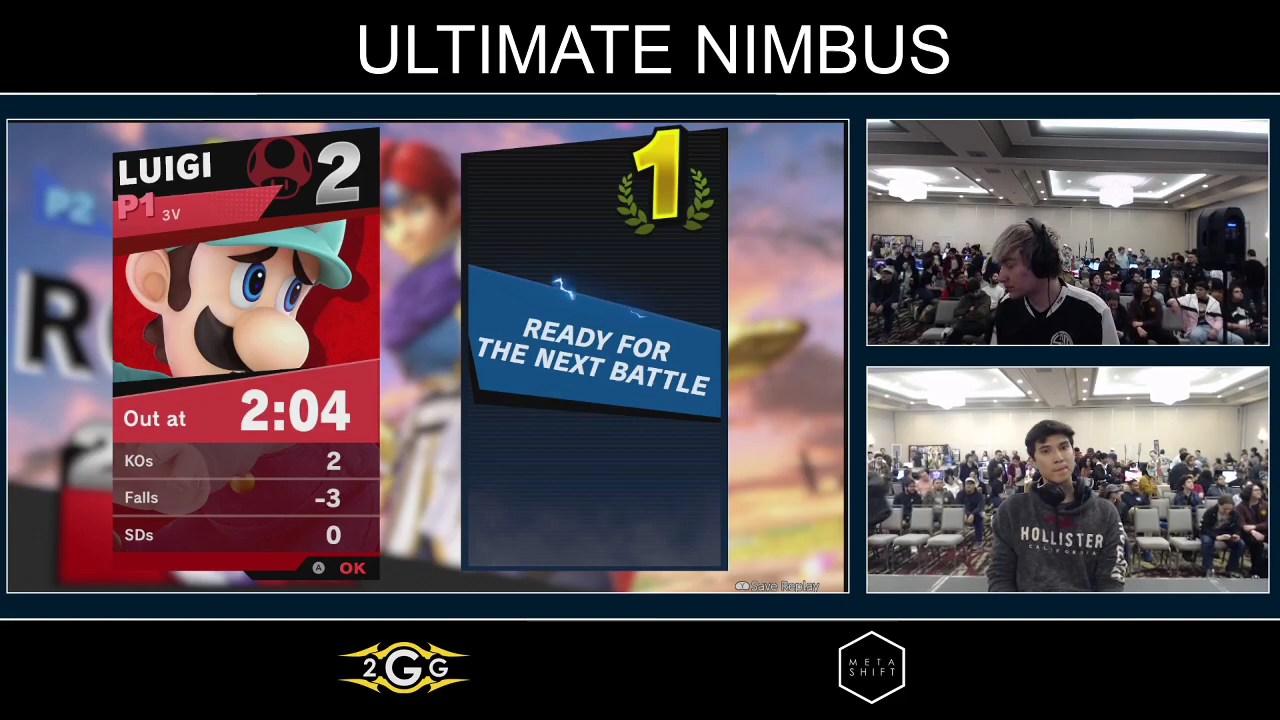 ULTIMATE NIMBUS
LUIGI
2
P1
3V
P2
R
1
READY FOR
THE NEXT BATTLE
Out at 2:04
KOs 2
Falls -3
SDs 0
A OK
Save Replay
HOLLISTER
CALIFORNIA
2GG
META
SHIFT